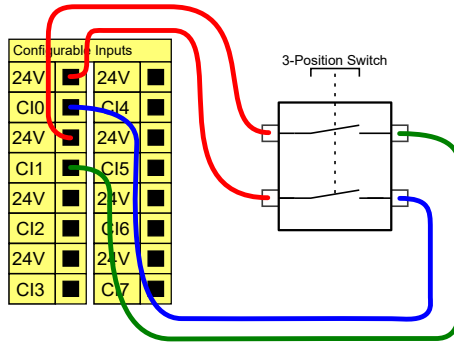 Configurable Inputs
24V 24V
CI0 CI4
24V 24V
CI1 CI5
24V 24V
CI2 CI6
24V 24V
CI3 CI7
3-Position Switch